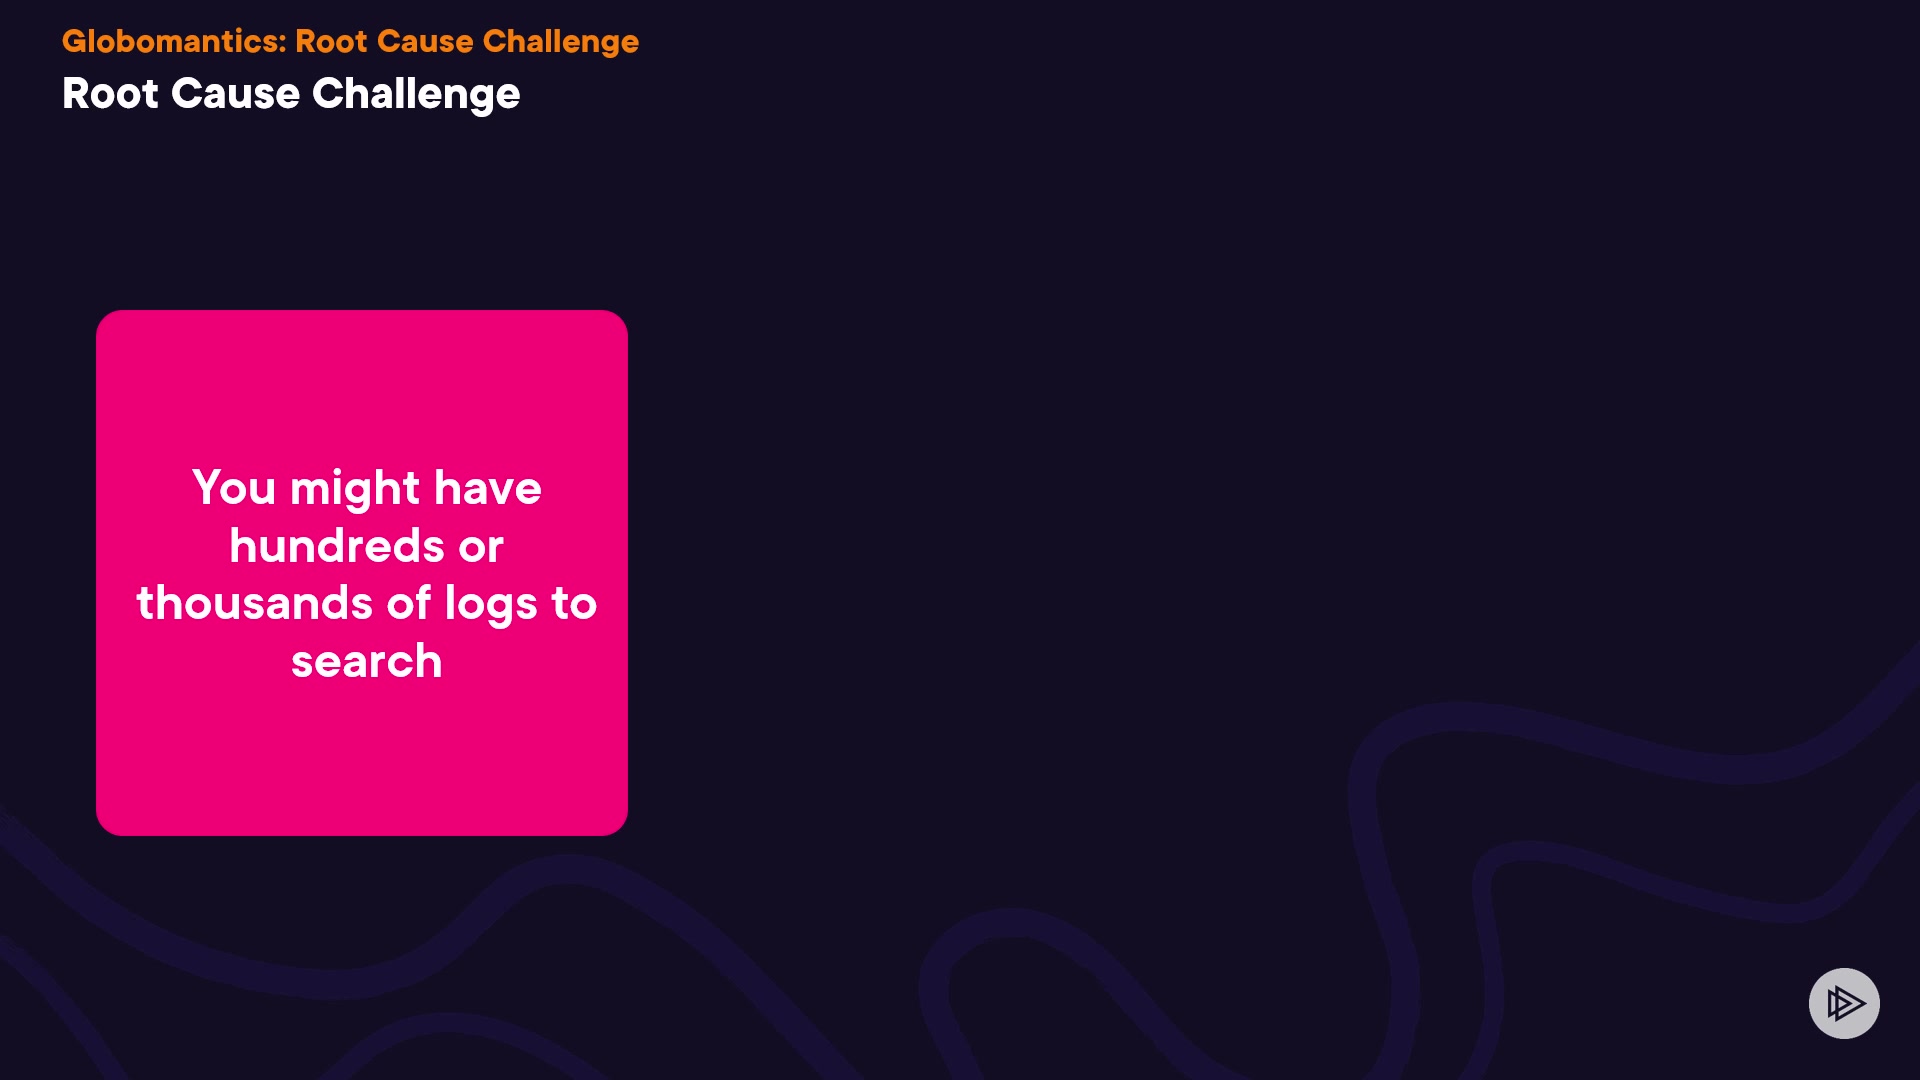 Globomantics: Root Cause Challenge
Root Cause Challenge
You might have
hundreds or
thousands of logs to
search